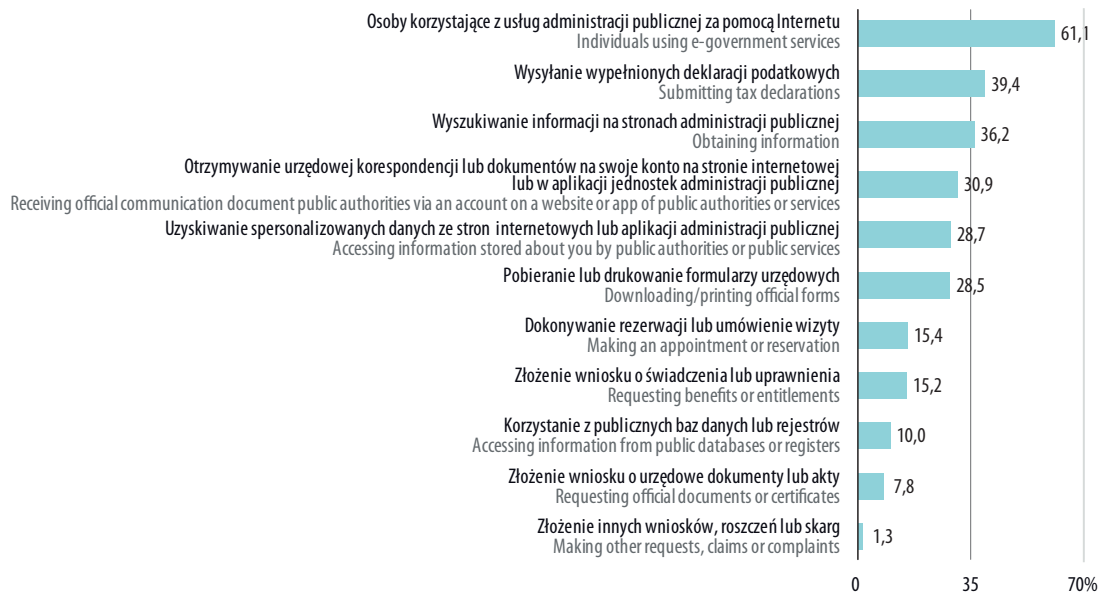 Osoby korzystające z usług administracji publicznej za pomocą Internetu
Individuals using e-government services
61,1
Wysyłanie wypełnionych deklaracji podatkowych
Submitting tax declarations
39,4
Wyszukiwanie informacji na stronach administracji publicznej
Obtaining information
36,2
Otrzymywanie urzędowej korespondencji lub dokumentów na swoje konto na stronie internetowej
lub w aplikacji jednostek administracji publicznej
Receiving official communication document public authorities via an account on a website or app of public authorities or services
30,9
Uzyskiwanie spersonalizowanych danych ze stron internetowych lub aplikacji administracji publicznej
Accessing information stored about you by public authorities or public services
28,7
Pobieranie lub drukowanie formularzy urzędowych
Downloading/printing official forms
28,5
Dokonywanie rezerwacji lub umówienie wizyty
Making an appointment or reservation
15,4
Złożenie wniosku o świadczenia lub uprawnienia
Requesting benefits or entitlements
15,2
Korzystanie z publicznych baz danych lub rejestrów
Accessing information from public databases or registers
10,0
Złożenie wniosku o urzędowe dokumenty lub akty
Requesting official documents or certificates
7,8
Złożenie innych wniosków, roszczeń lub skarg
Making other requests, claims or complaints
1,3
0 35 70%